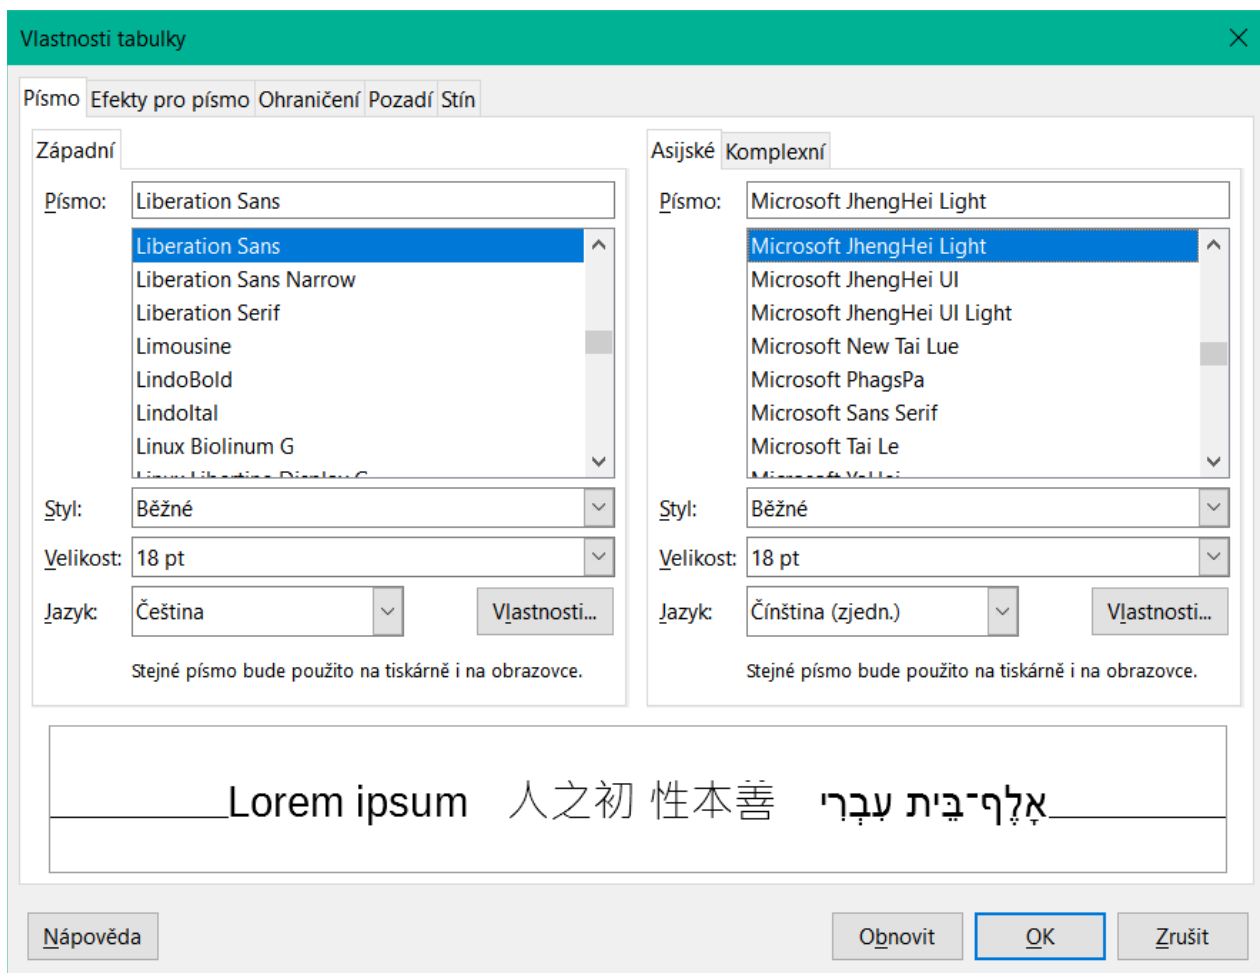 Vlastnosti tabulky
Písmo Efekty pro písmo Ohraničení Pozadí Stín
Západní
Písmo: Liberation Sans
Liberation Sans
Liberation Sans Narrow
Liberation Serif
Limousine
LindoBold
LindoItal
Linux Biolinum G
Styl: Běžné
Velikost: 18 pt
Jazyk: Čeština Vlastnosti...
Stejné písmo bude použito na tiskárně i na obrazovce.
Asijské Komplexní
Písmo: Microsoft JhengHei Light
Microsoft JhengHei Light
Microsoft JhengHei UI
Microsoft JhengHei UI Light
Microsoft New Tai Lue
Microsoft PhagsPa
Microsoft Sans Serif
Microsoft Tai Le
Styl: Běžné
Velikost: 18 pt
Jazyk: Čínština (zjedn.) Vlastnosti...
Stejné písmo bude použito na tiskárně i na obrazovce.
Lorem ipsum 人之初 性本善 אָלֶף־בֵּית עִבְרִי
Nápověda Obnovit OK Zrušit